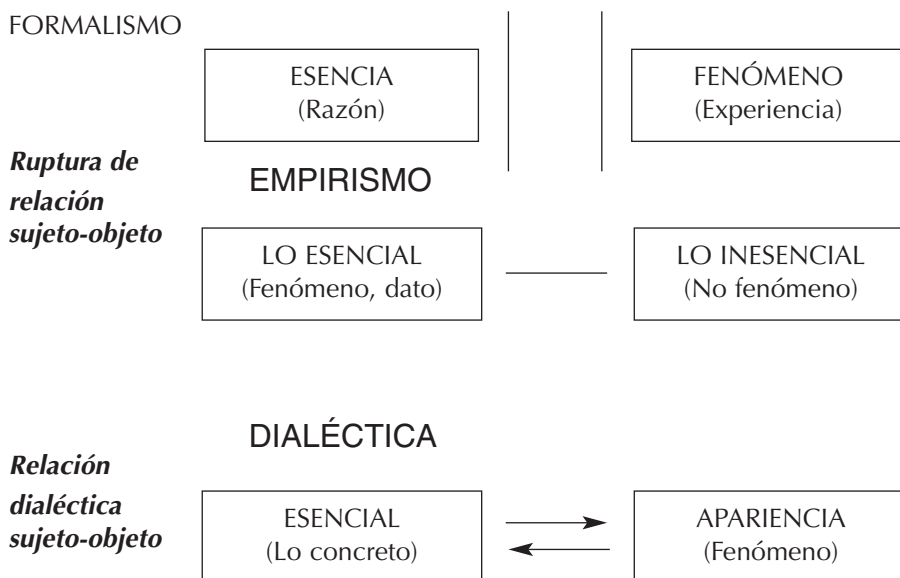 FORMALISMO
ESENCIA
(Razón)
FENÓMENO
(Experiencia)
Ruptura de
relación
sujeto-objeto
EMPIRISMO
LO ESENCIAL
(Fenómeno, dato)
LO INESENCIAL
(No fenómeno)
DIALÉCTICA
Relación
dialéctica
sujeto-objeto
ESENCIAL
(Lo concreto)
APARIENCIA
(Fenómeno)